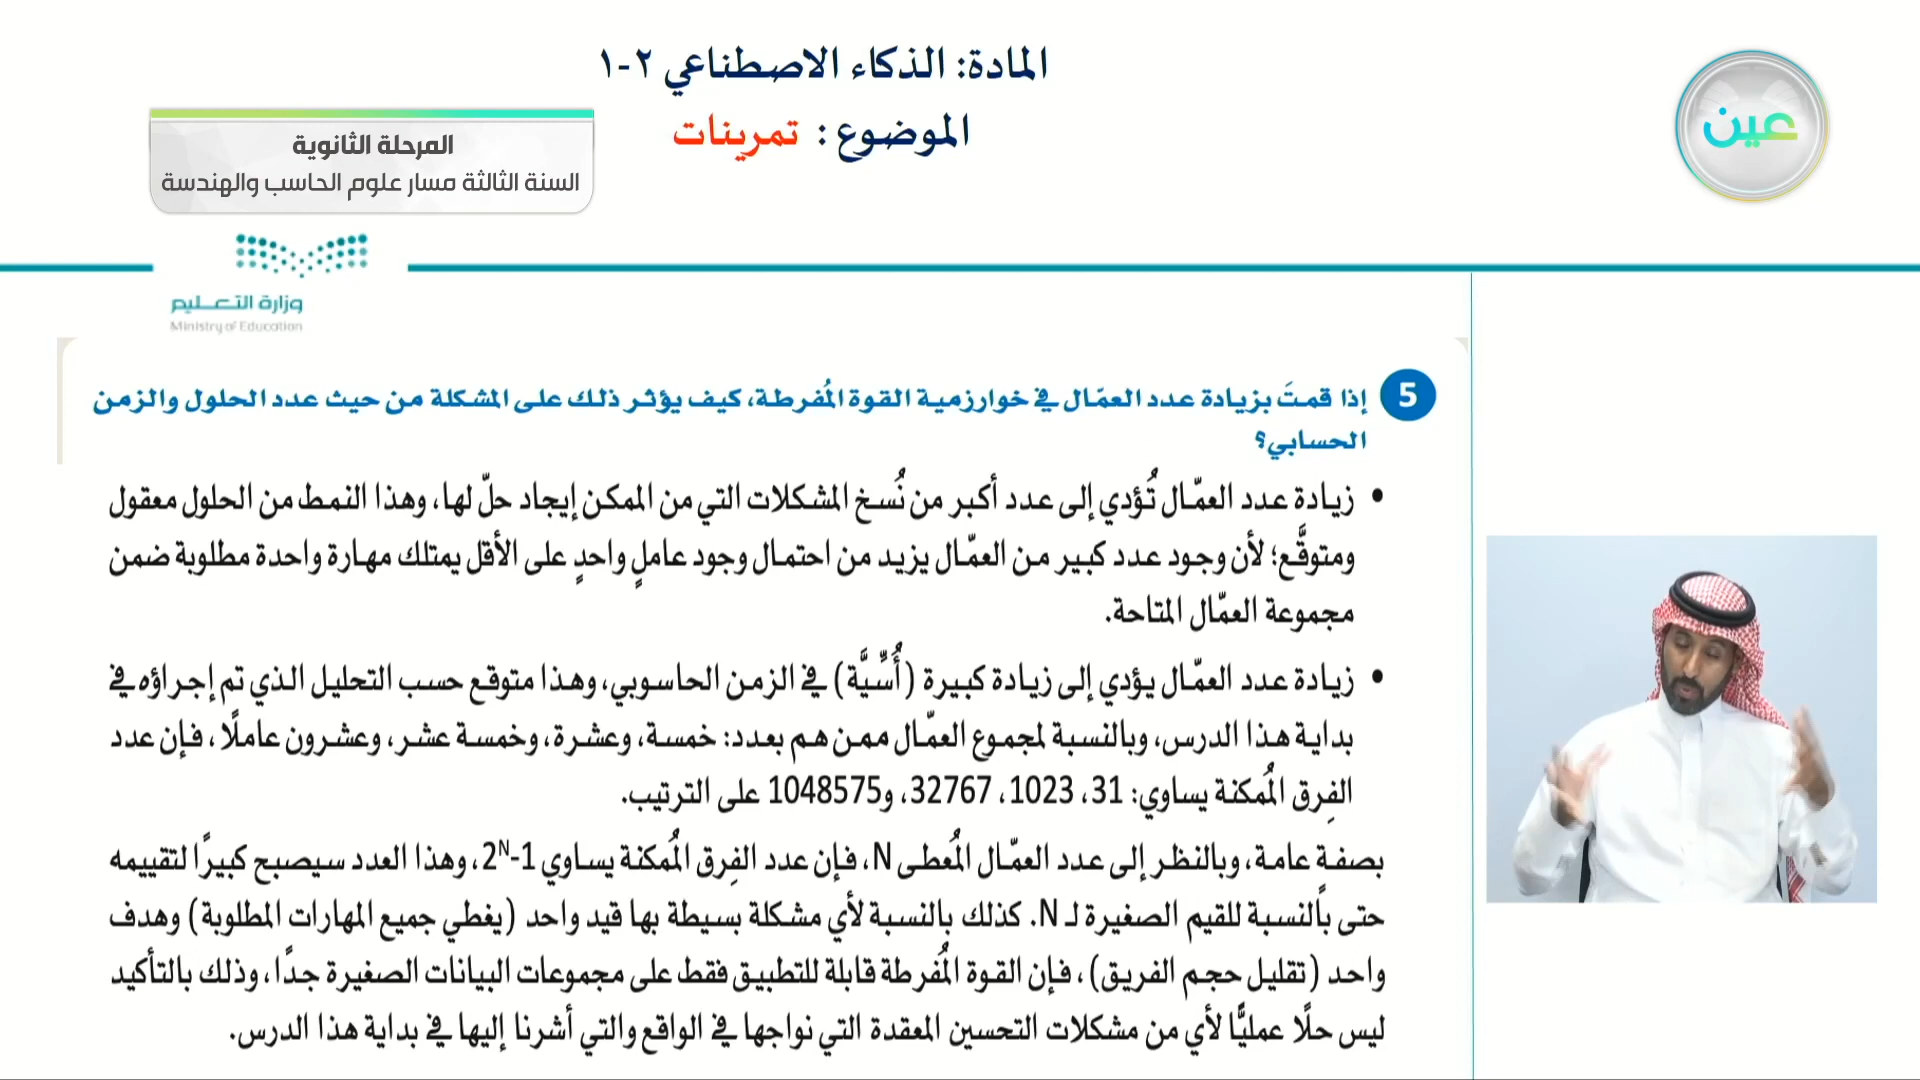 المادة: الذكاء الاصطناعي ٢-١
الموضوع : تمرينات
عين
المرحلة الثانوية
السنة الثالثة مسار علوم الحاسب والهندسة
وزارة التعليم
Ministry of Education
5 إذا قمتَ بزيادة عدد العمّال في خوارزمية القوة المُفرطة، كيف يؤثر ذلك على المشكلة من حيث عدد الحلول والزمن
الحسابي؟
• زيادة عدد العمّال تُؤدي إلى عدد أكبر من نُسخ المشكلات التي من الممكن إيجاد حلّ لها، وهذا النمط من الحلول معقول
ومتوقَّع؛ لأن وجود عدد كبير من العمّال يزيد من احتمال وجود عاملٍ واحدٍ على الأقل يمتلك مهارة واحدة مطلوبة ضمن
مجموعة العمّال المتاحة.
• زيادة عدد العمّال يؤدي إلى زيادة كبيرة (أُسِّيَّة) في الزمن الحاسوبي، وهذا متوقع حسب التحليل الذي تم إجراؤه في
بداية هذا الدرس، وبالنسبة لمجموع العمّال ممن هم بعدد: خمسة، وعشرة، وخمسة عشر، وعشرون عاملًا، فإن عدد
الفِرق المُمكنة يساوي: 31، 1023، 32767، و1048575 على الترتيب.
بصفة عامة، وبالنظر إلى عدد العمّال المُعطى N، فإن عدد الفِرق المُمكنة يساوي 2ᴺ-1، وهذا العدد سيصبح كبيرًا لتقييمه
حتى بالنسبة للقيم الصغيرة لـ N. كذلك بالنسبة لأي مشكلة بسيطة بها قيد واحد (يغطي جميع المهارات المطلوبة) وهدف
واحد (تقليل حجم الفريق)، فإن القوة المُفرطة قابلة للتطبيق فقط على مجموعات البيانات الصغيرة جدًا، وذلك بالتأكيد
ليس حلًا عمليًّا لأي من مشكلات التحسين المعقدة التي نواجها في الواقع والتي أشرنا إليها في بداية هذا الدرس.